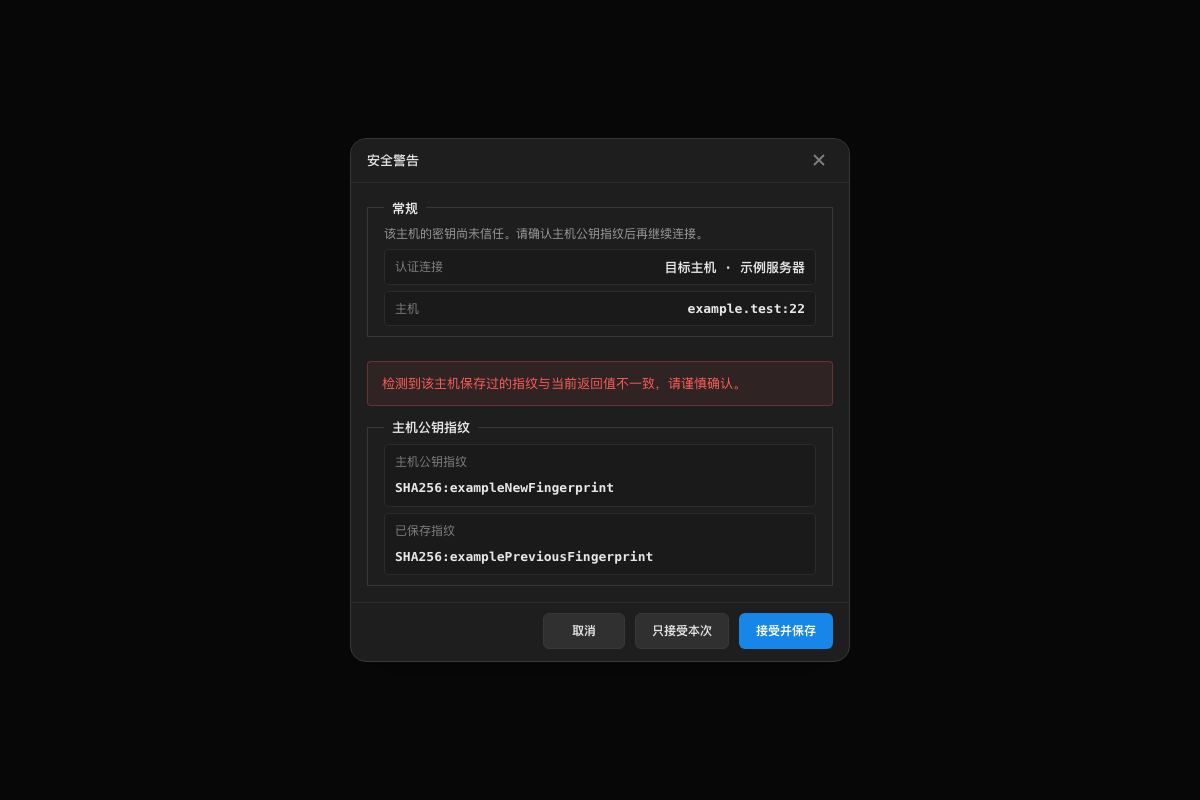 安全警告
常规
该主机的密钥尚未信任。请确认主机公钥指纹后再继续连接。
认证连接 目标主机 · 示例服务器
主机 example.test:22
检测到该主机保存过的指纹与当前返回值不一致，请谨慎确认。
主机公钥指纹
主机公钥指纹
SHA256:exampleNewFingerprint
已保存指纹
SHA256:examplePreviousFingerprint
取消 只接受本次 接受并保存